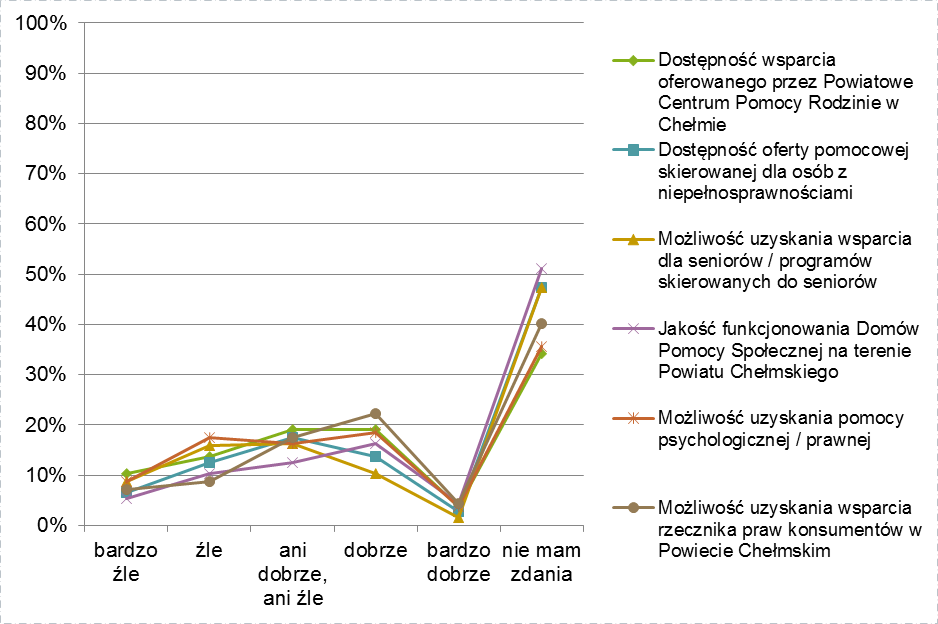 100%
90%
80%
70%
60%
50%
40%
30%
20%
10%
0%
bardzo
źle
źle
ani
dobrze,
ani źle
dobrze
bardzo
dobrze
nie mam
zdania
Dostępność wsparcia
oferowanego przez Powiatowe
Centrum Pomocy Rodzinie w
Chełmie
Dostępność oferty pomocowej
skierowanej dla osób z
niepełnosprawnościami
Możliwość uzyskania wsparcia
dla seniorów / programów
skierowanych do seniorów
Jakość funkcjonowania Domów
Pomocy Społecznej na terenie
Powiatu Chełmskiego
Możliwość uzyskania pomocy
psychologicznej / prawnej
Możliwość uzyskania wsparcia
rzecznika praw konsumentów w
Powiecie Chełmskim